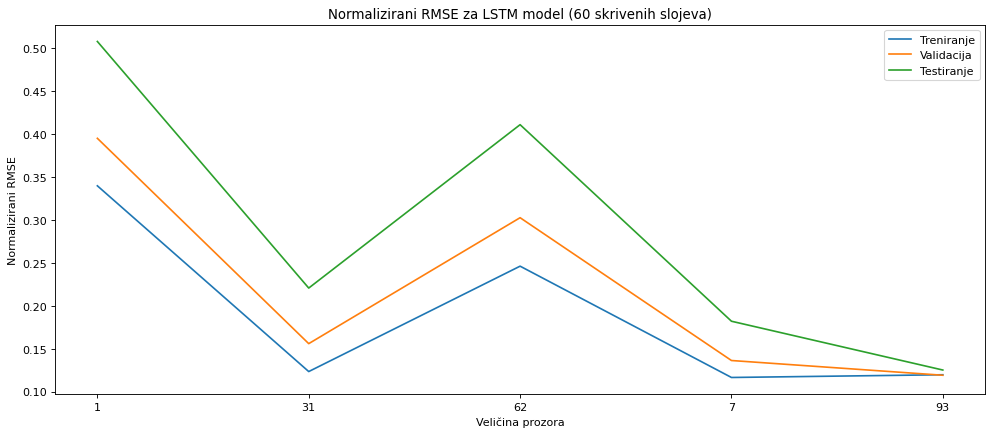 Normalizirani RMSE za LSTM model (60 skrivenih slojeva)
Treniranje
Validacija
Testiranje
Normalizirani RMSE
0.50
0.45
0.40
0.35
0.30
0.25
0.20
0.15
0.10
1 31 62 7 93
Veličina prozora